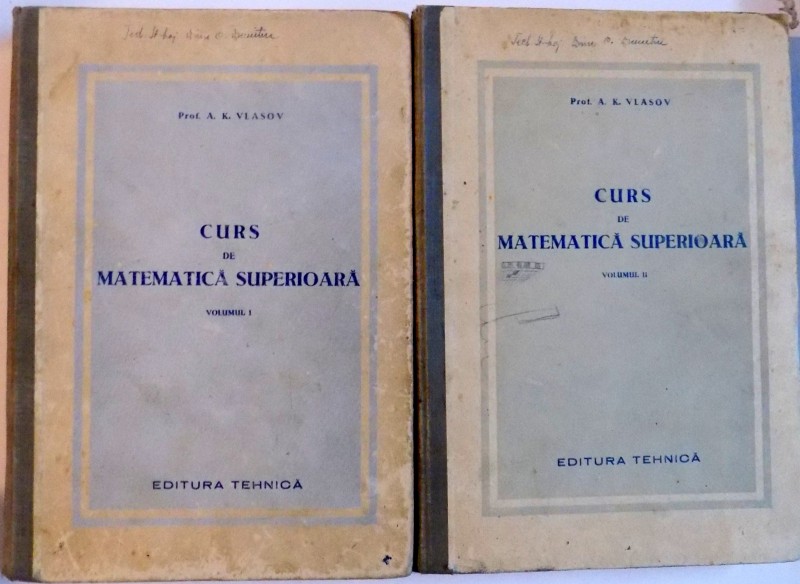 Prof. A. K. VLASOV
CURS
DE
MATEMATICĂ SUPERIOARĂ
VOLUMUL I
EDITURA TEHNICĂ
Prof. A. K. VLASOV
CURS
DE
MATEMATICĂ SUPERIOARĂ
VOLUMUL II
EDITURA TEHNICĂ